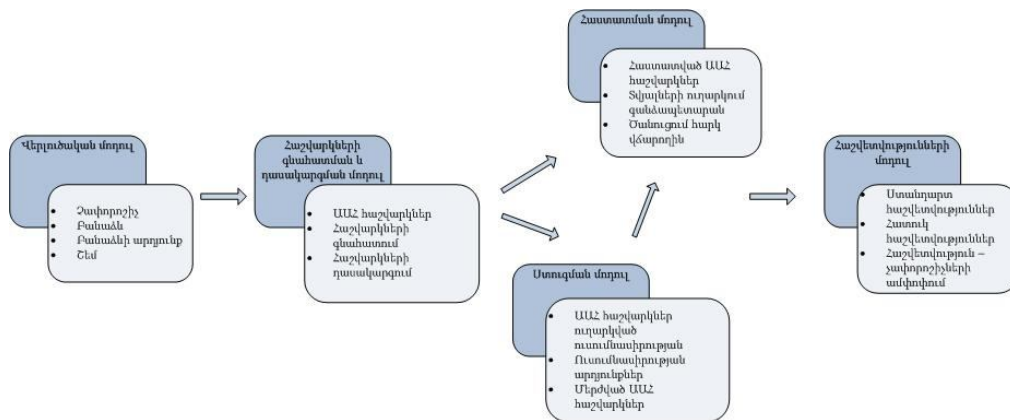 Վերլուծական մոդուլ
Չափորոշիչ
Բանաձև
Բանաձևի արդյունք
Շեմ
Հաշվարկների
գնահատման և
դասակարգման մոդուլ
ԱԱՀ հաշվարկներ
Հաշվարկների
գնահատում
Հաշվարկների
դասակարգում
Հաստատման մոդուլ
Հաստատված ԱԱՀ
հաշվարկներ
Տվյալների ուղարկում
գանձապետարան
Ծանուցում հարկ
վճարողին
Ստուգման մոդուլ
ԱԱՀ հաշվարկներ
ուղարկված
ուսումնասիրության
Ուսումնասիրության
արդյունքներ
Մերժված ԱԱՀ
հաշվարկներ
Հաշվետվությունների
մոդուլ
Ստանդարտ
հաշվետվություններ
Հատուկ
հաշվետվություններ
Հաշվետվություն –
չափորոշիչների
ամփոփում